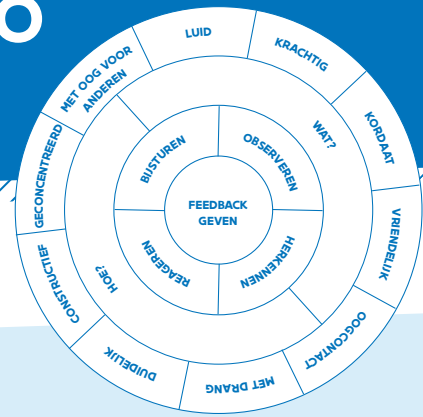 O
LUID
KRACHTIG
KORDAAT
VRIENDELIJK
OOGCONTACT
MET DRANG
DUIDELIJK
CONSTRUCTIEF
GECONCENTREERD
MET OOG VOOR
ANDEREN
WAT?
HOE?
OBSERVEREN
HERKENNEN
REAGEREN
BIJSTUREN
FEEDBACK
GEVEN